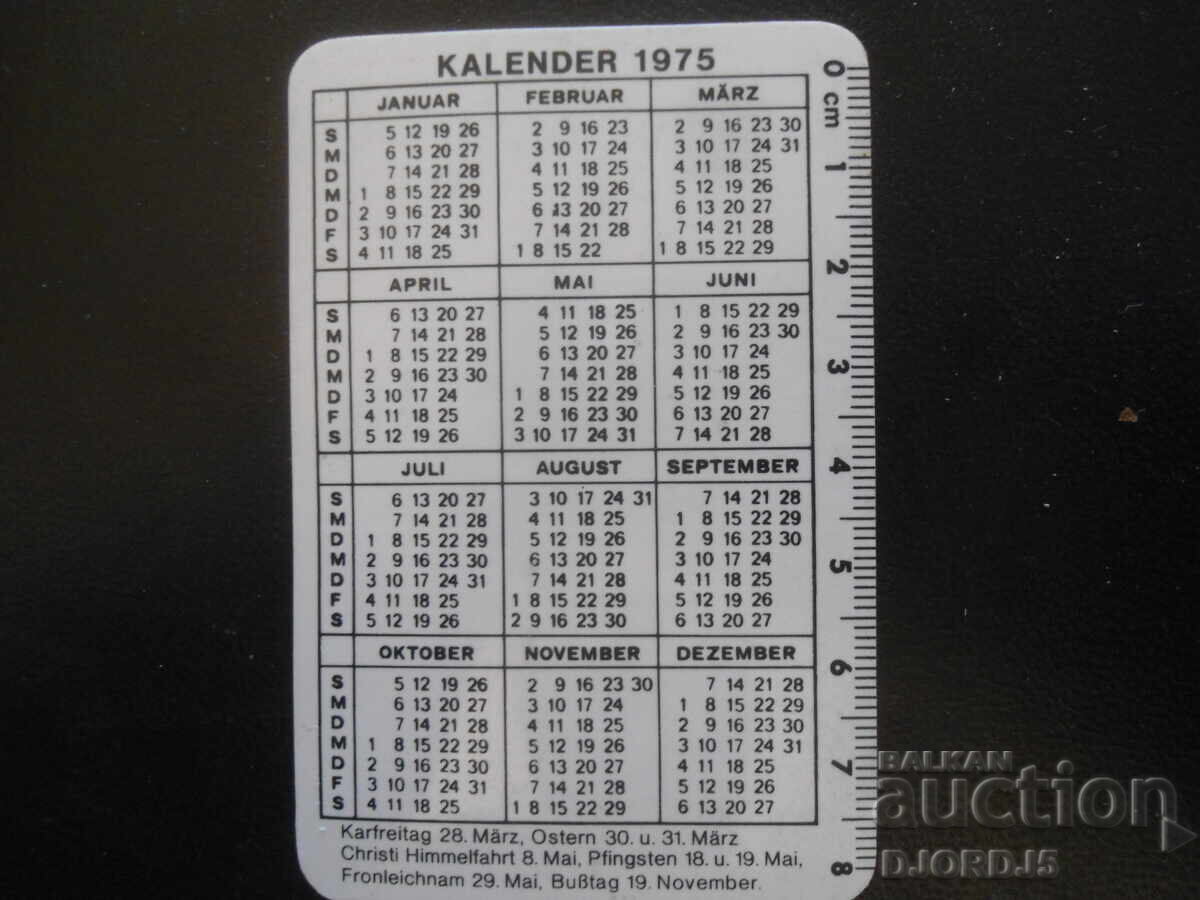 KALENDER 1975
JANUAR FEBRUAR MÄRZ
S 5 12 19 26 2 9 16 23 2 9 16 23 30
M 6 13 20 27 3 10 17 24 3 10 17 24 31
D 7 14 21 28 4 11 18 25 4 11 18 25
M 1 8 15 22 29 5 12 19 26 5 12 19 26
D 2 9 16 23 30 6 13 20 27 6 13 20 27
F 3 10 17 24 31 7 14 21 28 7 14 21 28
S 4 11 18 25 1 8 15 22 1 8 15 22 29
APRIL MAI JUNI
S 6 13 20 27 4 11 18 25 1 8 15 22 29
M 7 14 21 28 5 12 19 26 2 9 16 23 30
D 1 8 15 22 29 6 13 20 27 3 10 17 24
M 2 9 16 23 30 7 14 21 28 4 11 18 25
D 3 10 17 24 1 8 15 22 29 5 12 19 26
F 4 11 18 25 2 9 16 23 30 6 13 20 27
S 5 12 19 26 3 10 17 24 31 7 14 21 28
JULI AUGUST SEPTEMBER
S 6 13 20 27 3 10 17 24 31 7 14 21 28
M 7 14 21 28 4 11 18 25 1 8 15 22 29
D 1 8 15 22 29 5 12 19 26 2 9 16 23 30
M 2 9 16 23 30 6 13 20 27 3 10 17 24
D 3 10 17 24 31 7 14 21 28 4 11 18 25
F 4 11 18 25 1 8 15 22 29 5 12 19 26
S 5 12 19 26 2 9 16 23 30 6 13 20 27
OKTOBER NOVEMBER DEZEMBER
S 5 12 19 26 2 9 16 23 30 7 14 21 28
M 6 13 20 27 3 10 17 24 1 8 15 22 29
D 7 14 21 28 4 11 18 25 2 9 16 23 30
M 1 8 15 22 29 5 12 19 26 3 10 17 24 31
D 2 9 16 23 30 6 13 20 27 4 11 18 25
F 3 10 17 24 31 7 14 21 28 5 12 19 26
S 4 11 18 25 1 8 15 22 29 6 13 20 27
Karfreitag 28. März, Ostern 30. u. 31. März
Christi Himmelfahrt 8. Mai, Pfingsten 18. u. 19. Mai,
Fronleichnam 29. Mai, Bußtag 19. November.
0 cm 1 2 3 4 5 6 7 8
BALKAN
auction
DJORDJ5